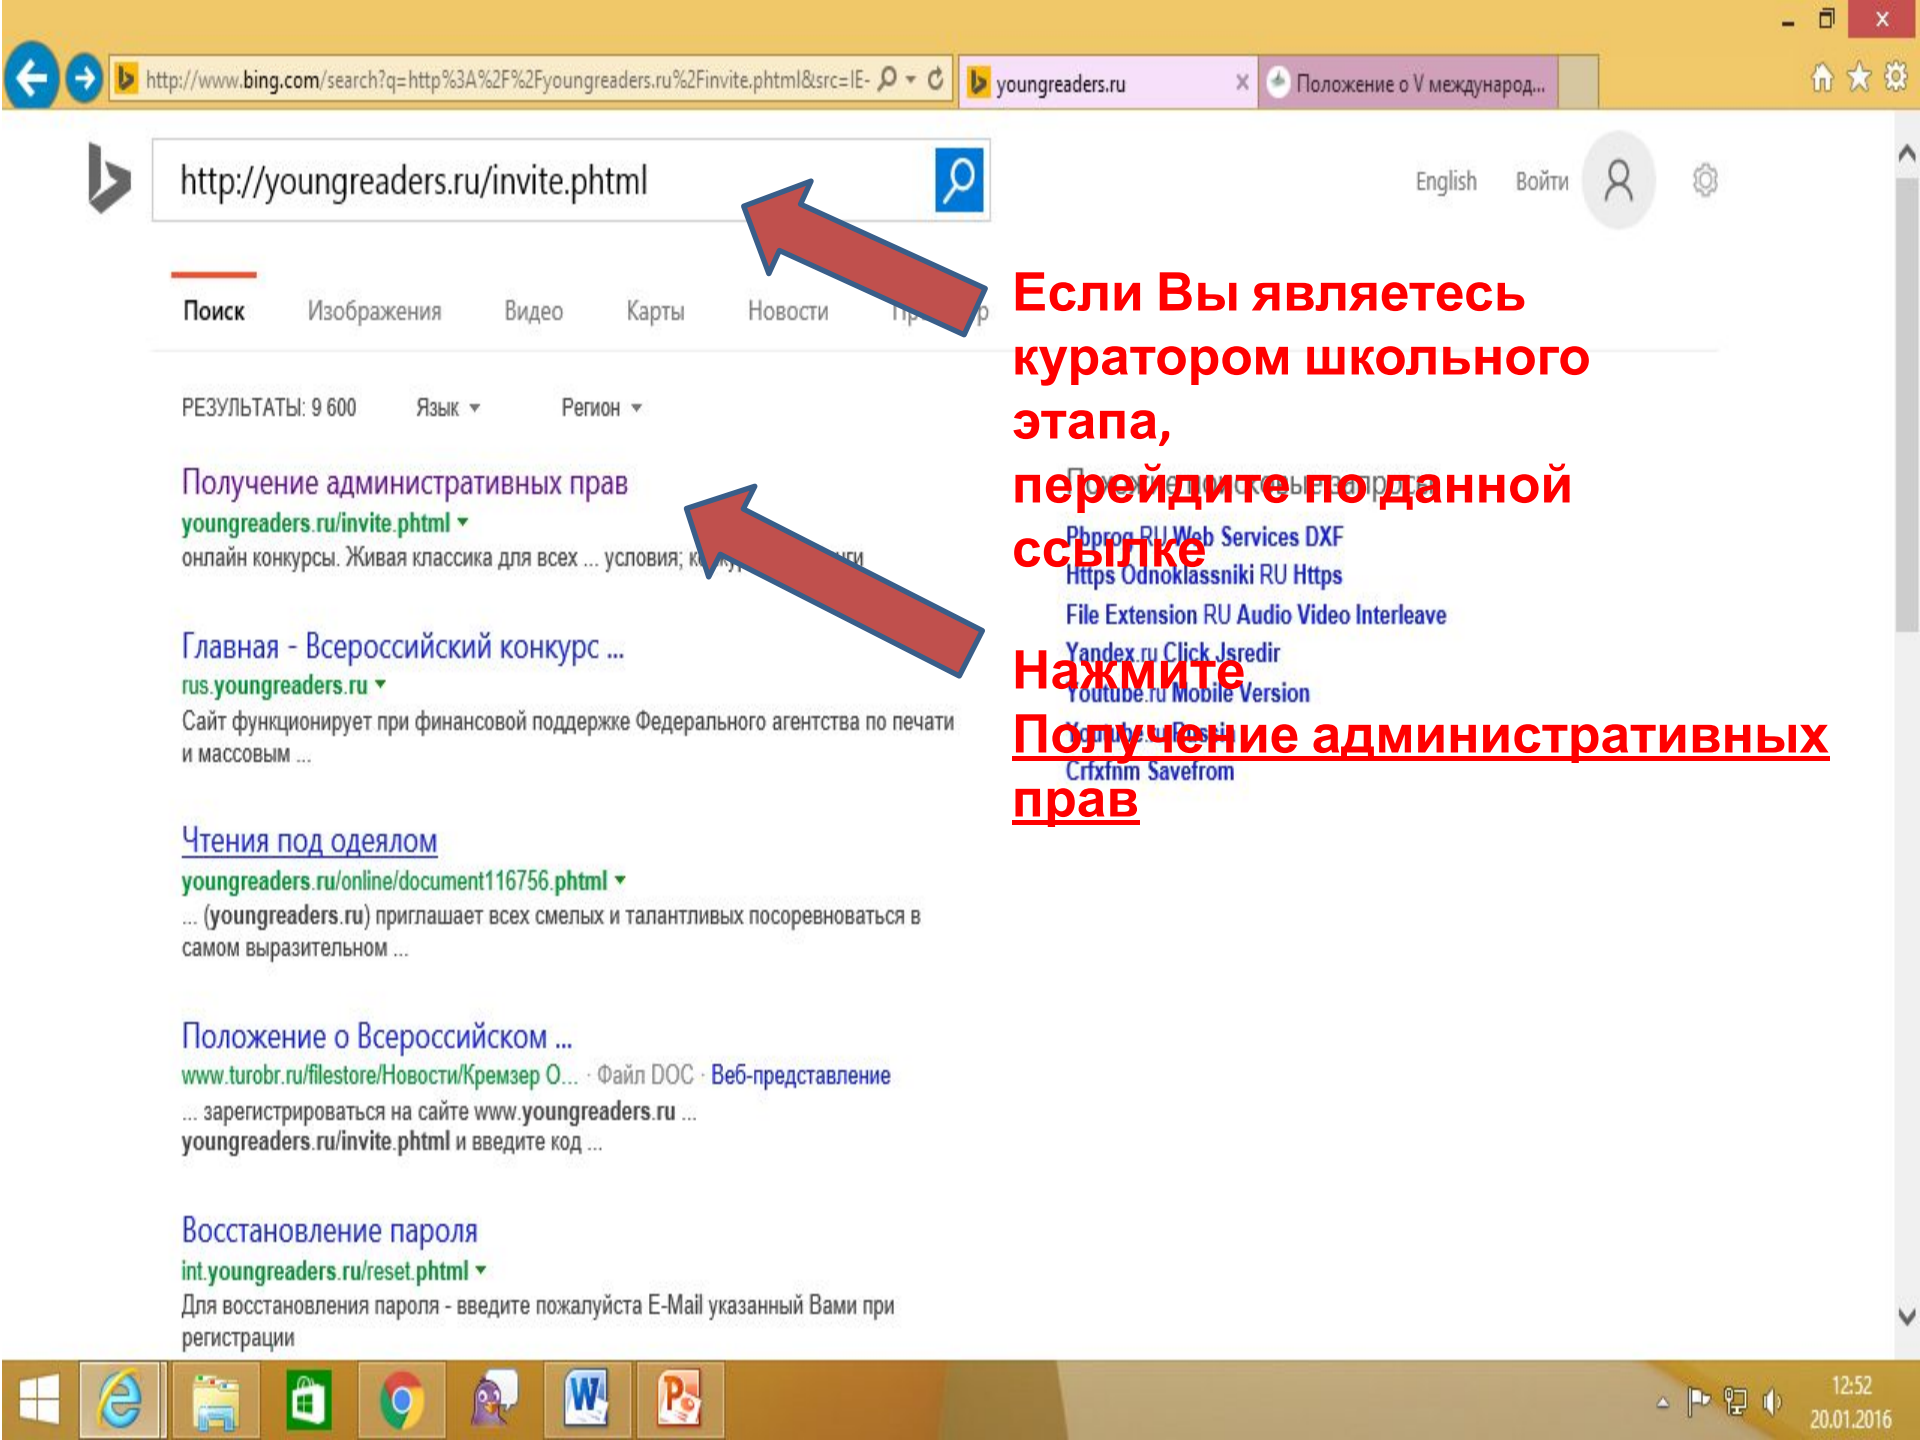 http://www.bing.com/search?q=http%3A%2F%2Fyoungreaders.ru%2Finvite.phtml&src=IE-
youngreaders.ru
Положение о V международ...
http://youngreaders.ru/invite.phtml
English Войти
Поиск Изображения Видео Карты Новости
Если Вы являетесь
куратором школьного
этапа,
перейдите по данной
ссылке
Нажмите
Получение административных
прав
РЕЗУЛЬТАТЫ: 9 600 Язык Регион
Получение административных прав
youngreaders.ru/invite.phtml
онлайн конкурсы. Живая классика для всех ... условия;
Главная - Всероссийский конкурс ...
rus.youngreaders.ru
Сайт функционирует при финансовой поддержке Федерального агентства по печати
и массовым ...
Чтения под одеялом
youngreaders.ru/online/document116756.phtml
... (youngreaders.ru) приглашает всех смелых и талантливых посоревноваться в
самом выразительном ...
Положение о Всероссийском ...
www.turobr.ru/filestore/Новости/Кремзер О... · Файл DOC · Веб-представление
... зарегистрироваться на сайте www.youngreaders.ru ...
youngreaders.ru/invite.phtml и введите код ...
Восстановление пароля
int.youngreaders.ru/reset.phtml
Для восстановления пароля - введите пожалуйста E-Mail указанный Вами при
регистрации
Похожие поисковые запросы
Pbprog RU Web Services DXF
Https Odnoklassniki RU Https
File Extension RU Audio Video Interleave
Yandex.ru Click Jsredir
Youtube.ru Mobile Version
Youtube.ru Russia
Crfxfnm Savefrom
12:52
20.01.2016